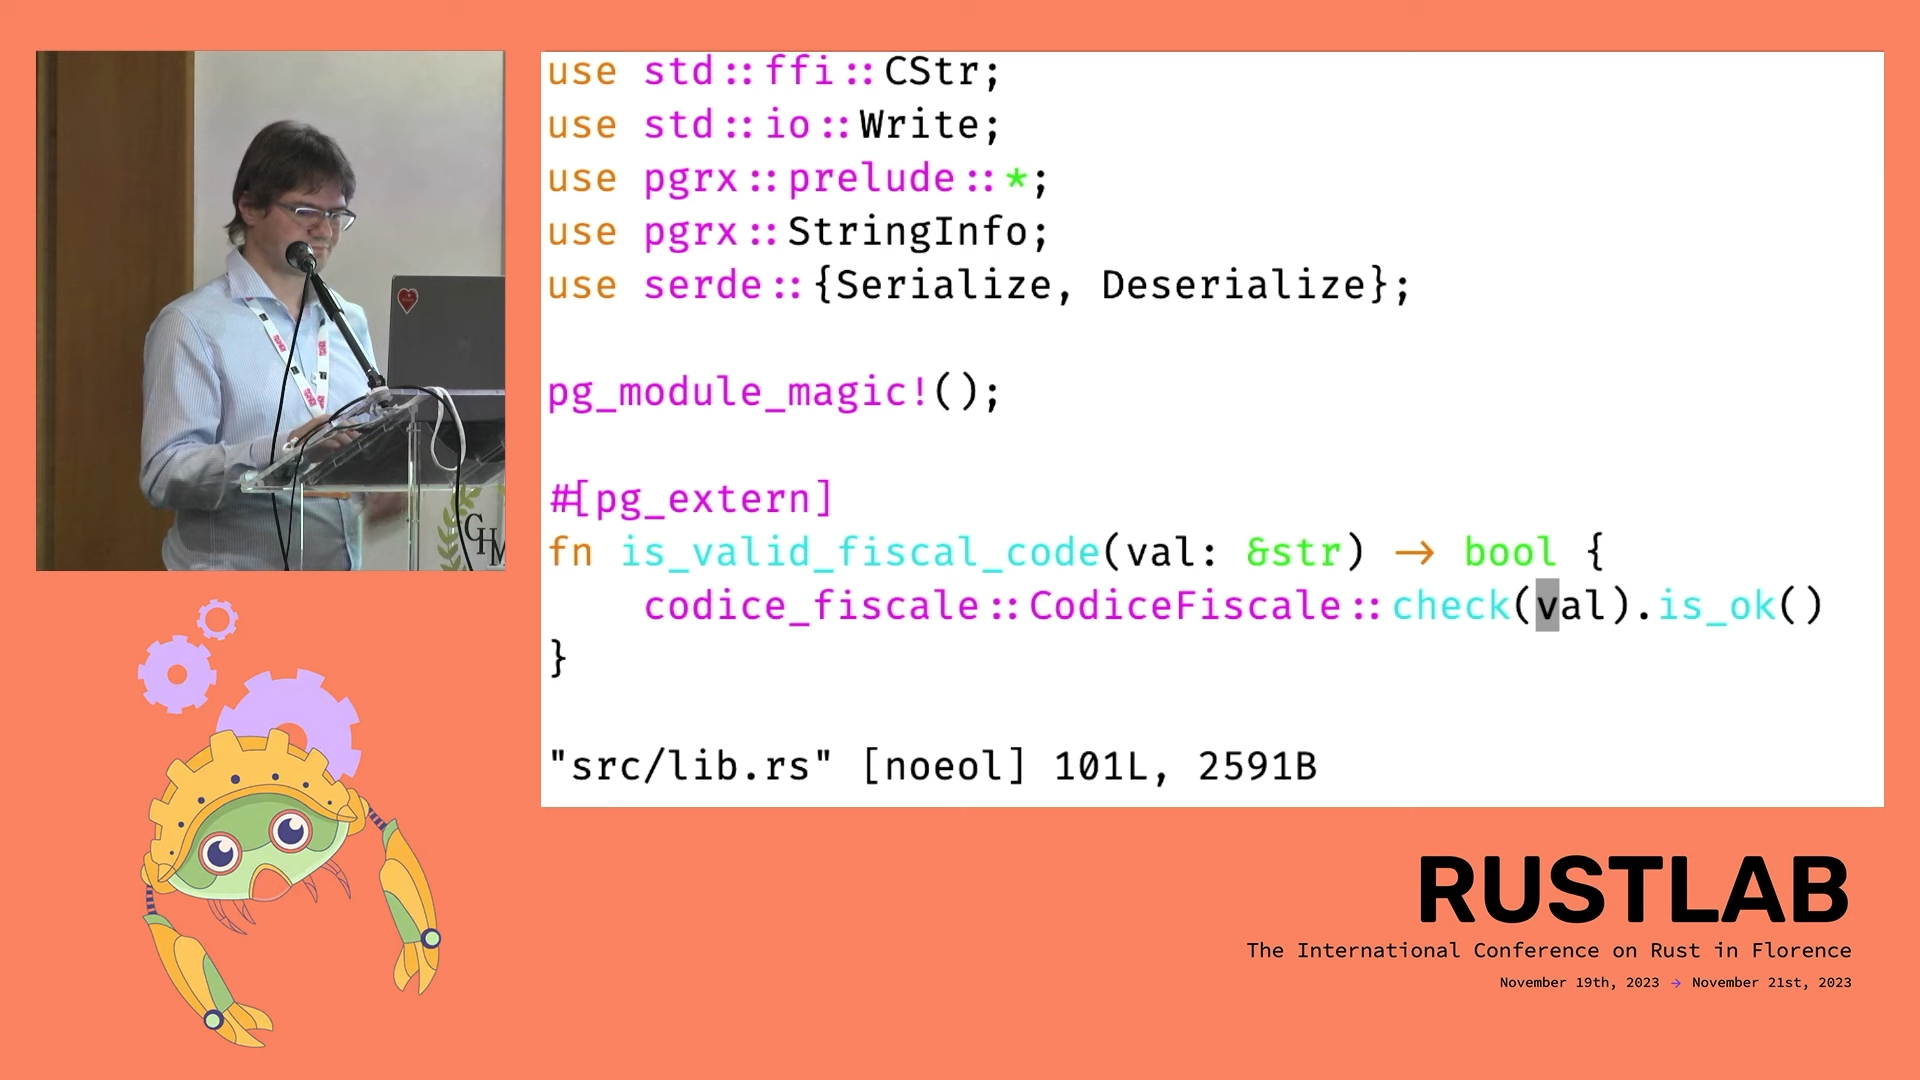 use std::ffi::CStr;
use std::io::Write;
use pgrx::prelude::*;
use pgrx::StringInfo;
use serde::{Serialize, Deserialize};
pg_module_magic!();
#[pg_extern]
fn is_valid_fiscal_code(val: &str) -> bool {
    codice_fiscale::CodiceFiscale::check(val).is_ok()
}
"src/lib.rs" [noeol] 101L, 2591B
GHM
RUSTLAB
The International Conference on Rust in Florence
November 19th, 2023 → November 21st, 2023